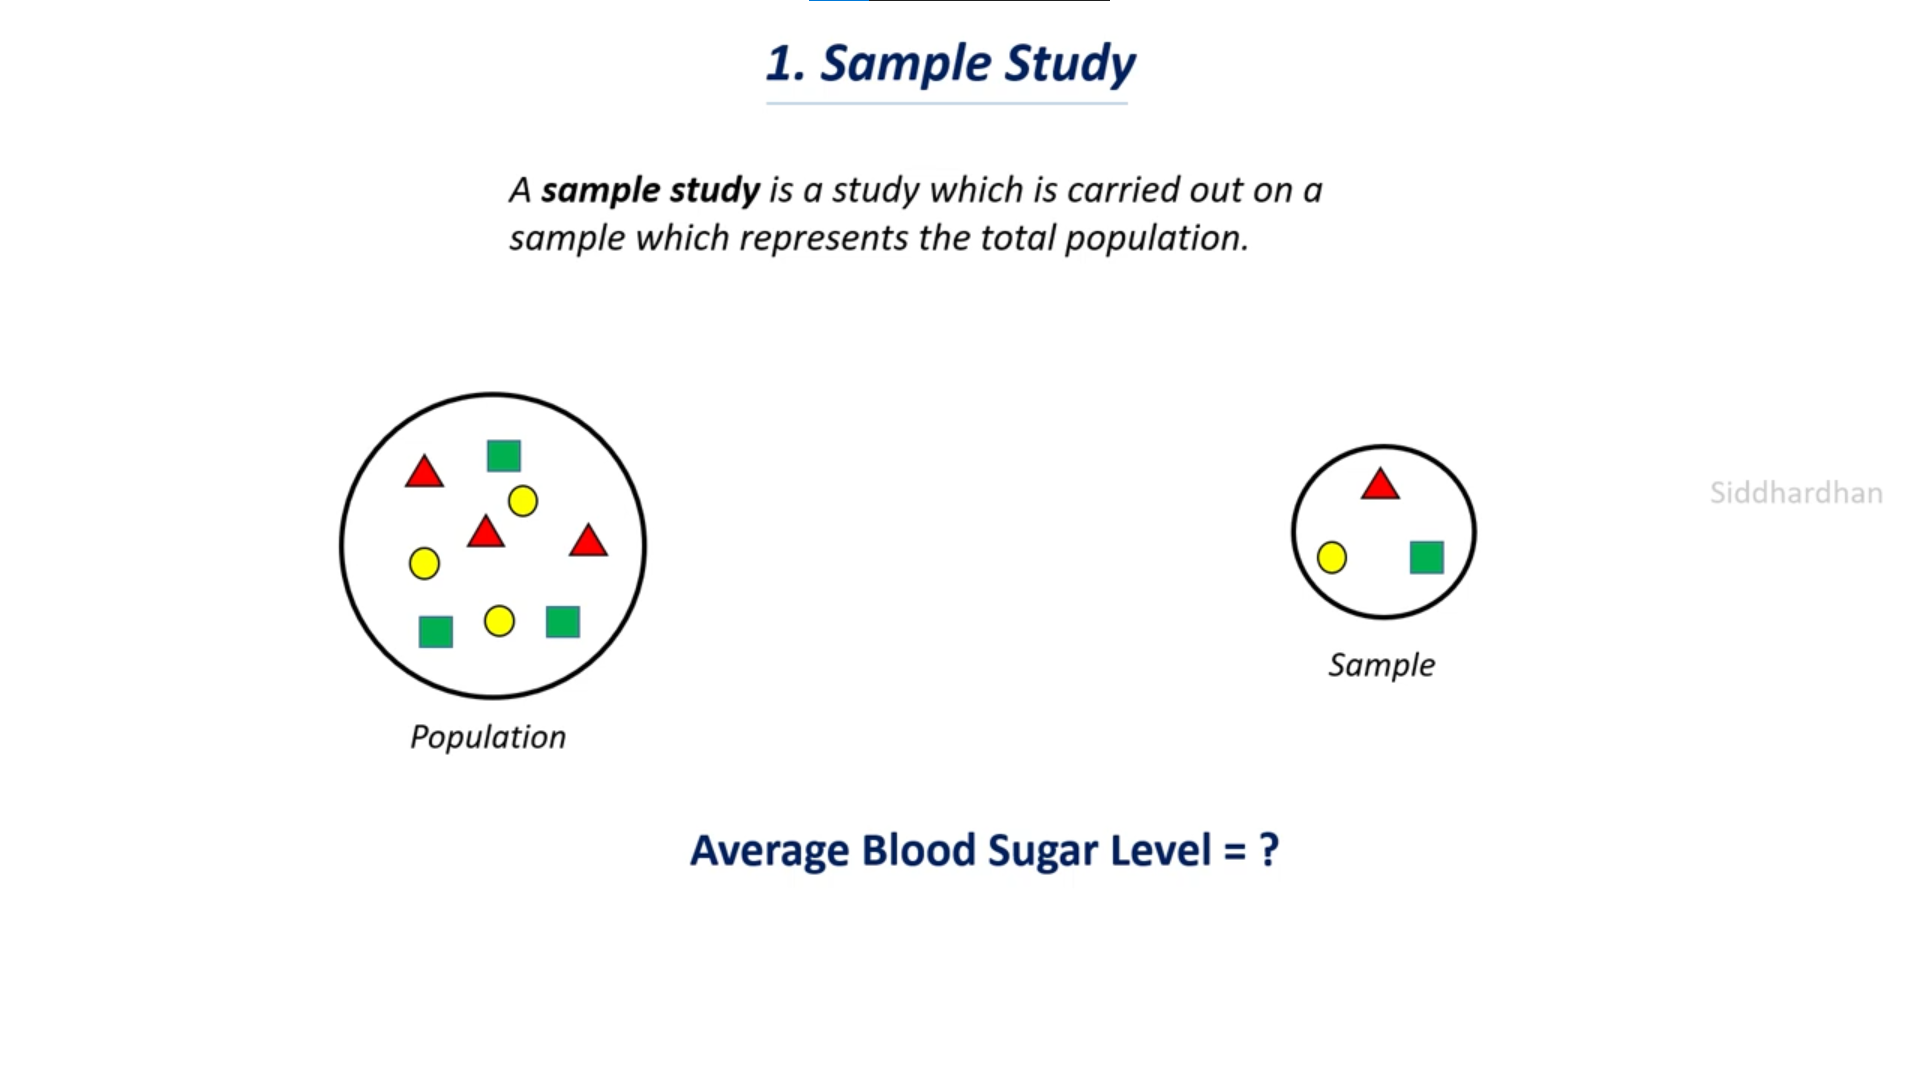 1. Sample Study
A sample study is a study which is carried out on a
sample which represents the total population.
Siddhardhan
Sample
Population
Average Blood Sugar Level = ?